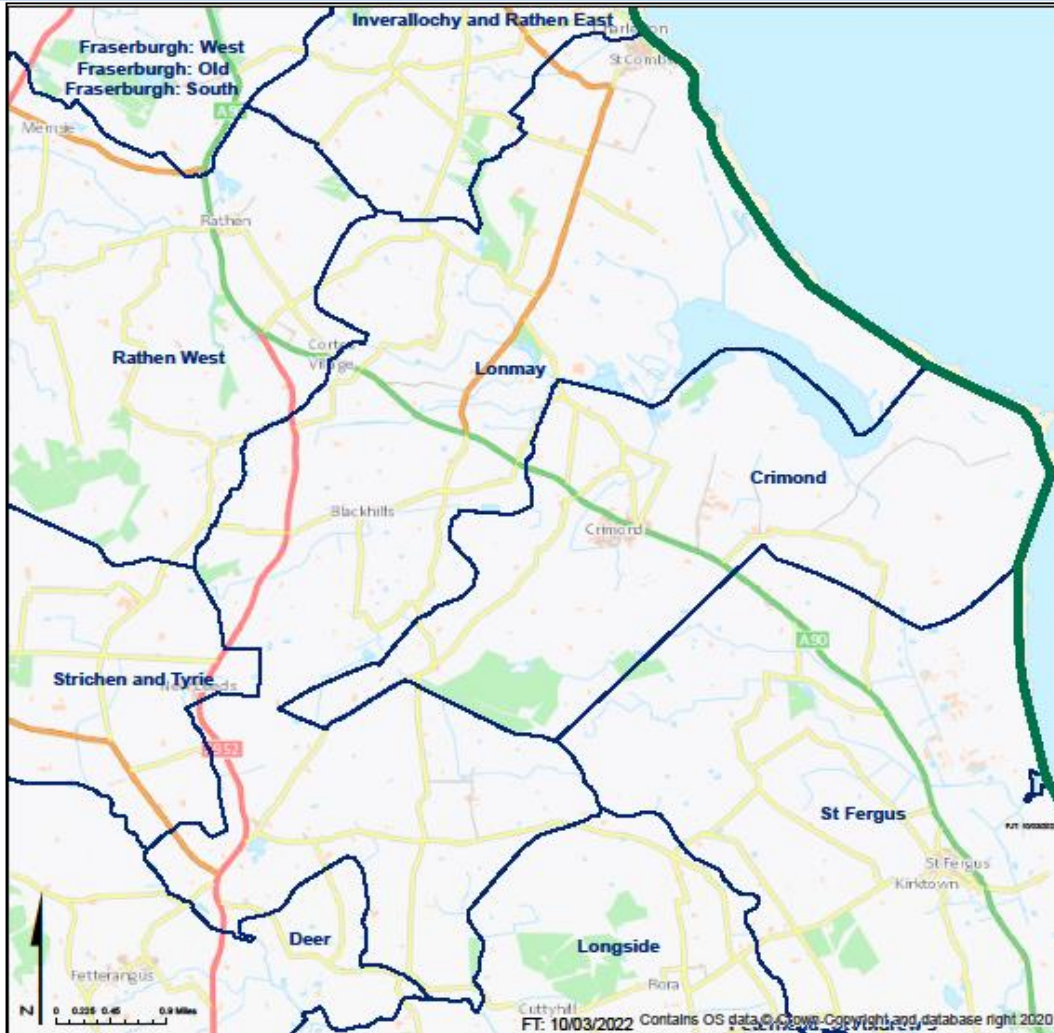 Inverallochy and Rathen East
Fraserburgh: West
Fraserburgh: Old
Fraserburgh: South
St Combs
Memsie
Rathen
Rathen West
Cortes
Village
Lonmay
Crimond
Blackhills
Crimond
A90
Strichen and Tyrie
St Fergus
St Fergus
Kirktown
Deer
Longside
Fetterangus
Rora
Cuttyhill
N
0 0.225 0.45 0.9 Miles
FT: 10/03/2022 Contains OS data © Crown Copyright and database right 2020